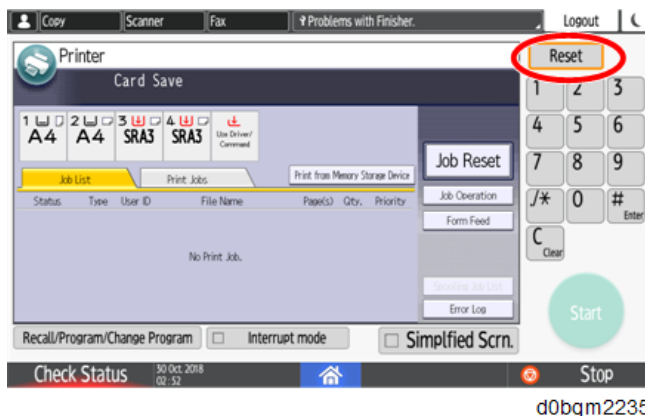 Copy Scanner Fax Problems with Finisher. Logout
Printer Reset
Card Save
1 2 3
1 2 3 4
A4 A4 SRA3 SRA3 Use Driver/
Command
4 5 6
Job Reset 7 8 9
Job List Print Jobs Print from Memory Storage Device
Status Type User ID File Name Page(s) Qty. Priority Job Operation /* 0 #
Enter
Form Feed
C
Clear
No Print Job.
Spooling Job List
Error Log
Start
Recall/Program/Change Program Interrupt mode Simplfied Scrn.
Check Status 30 Oct. 2018
02:52
Stop
d0bqm2235